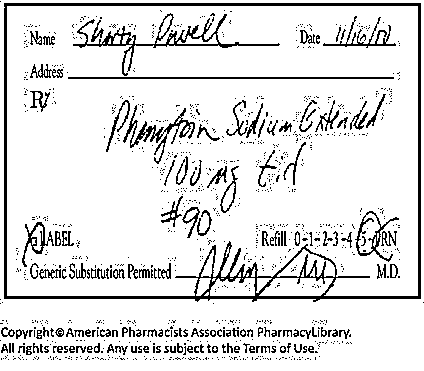 Name Shorty Powell Date 11/16/10
Address
Rx
Phenytoin Sodium Extended
100 mg tid
#90
LABEL Refill 0-1-2-3-4-5-PRN
Generic Substitution Permitted M.D.
Copyright©American Pharmacists Association PharmacyLibrary.
All rights reserved. Any use is subject to the Terms of Use.